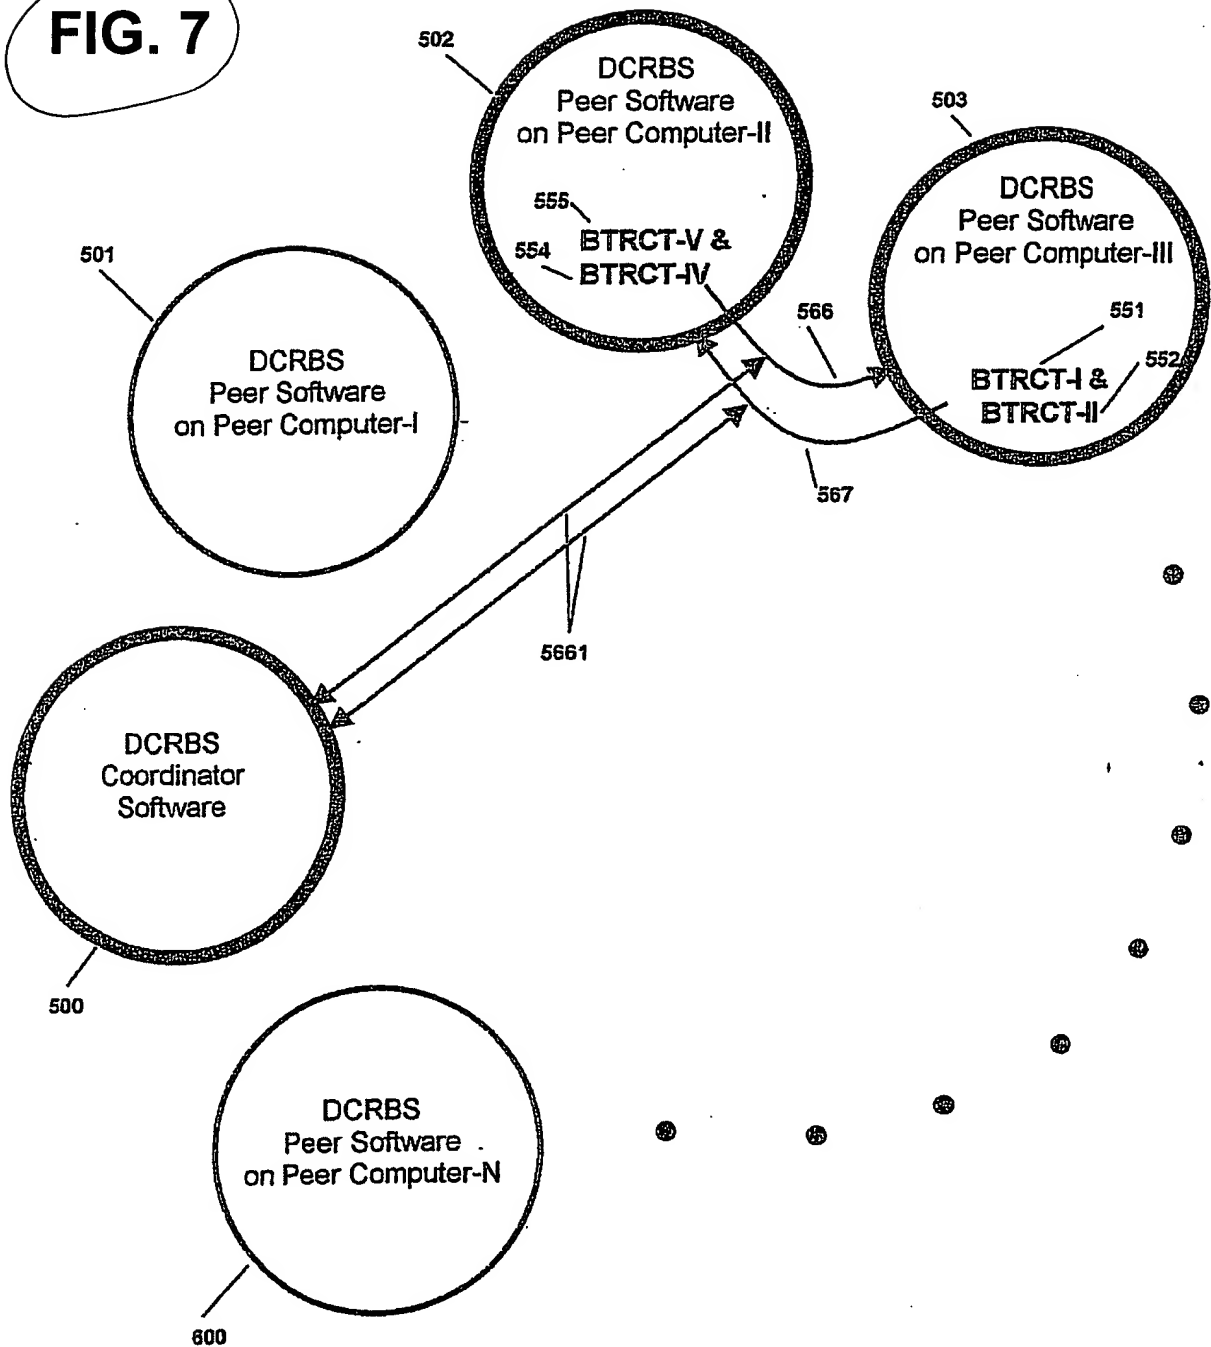 FIG. 7
502
DCRBS
Peer Software
on Peer Computer-II
555
BTRCT-V &
554
BTRCT-IV
503
DCRBS
Peer Software
on Peer Computer-III
551
BTRCT-I &
552
BTRCT-II
566
567
501
DCRBS
Peer Software
on Peer Computer-I
5661
DCRBS
Coordinator
Software
500
DCRBS
Peer Software
on Peer Computer-N
600